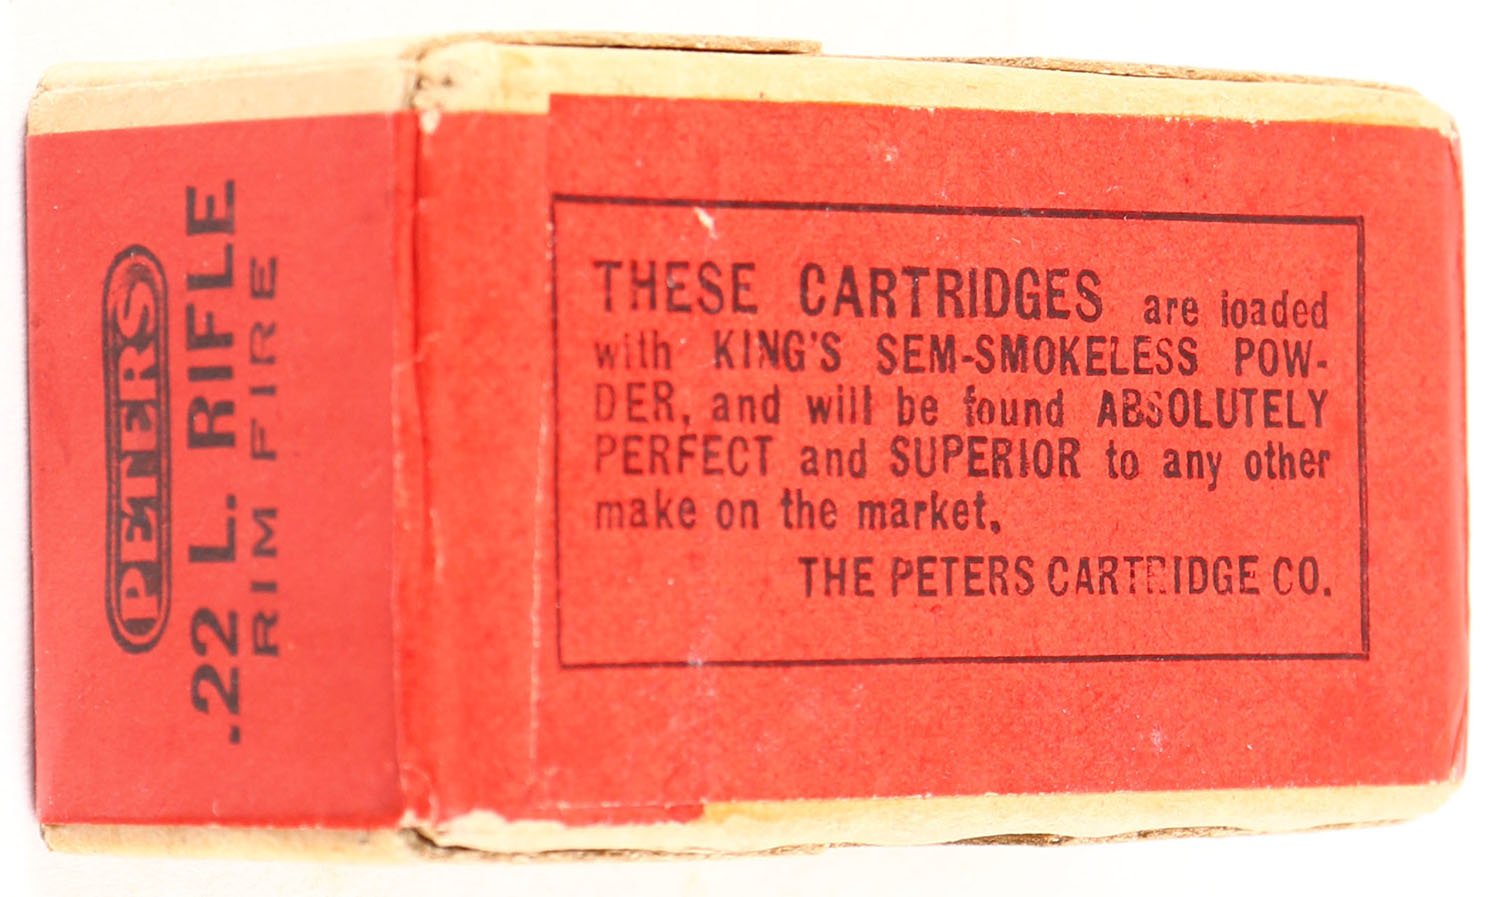 PETERS
.22 L. RIFLE
RIM FIRE
THESE CARTRIDGES are loaded
with KING'S SEM-SMOKELESS POW-
DER, and will be found ABSOLUTELY
PERFECT and SUPERIOR to any other
make on the market.
THE PETERS CARTRIDGE CO.